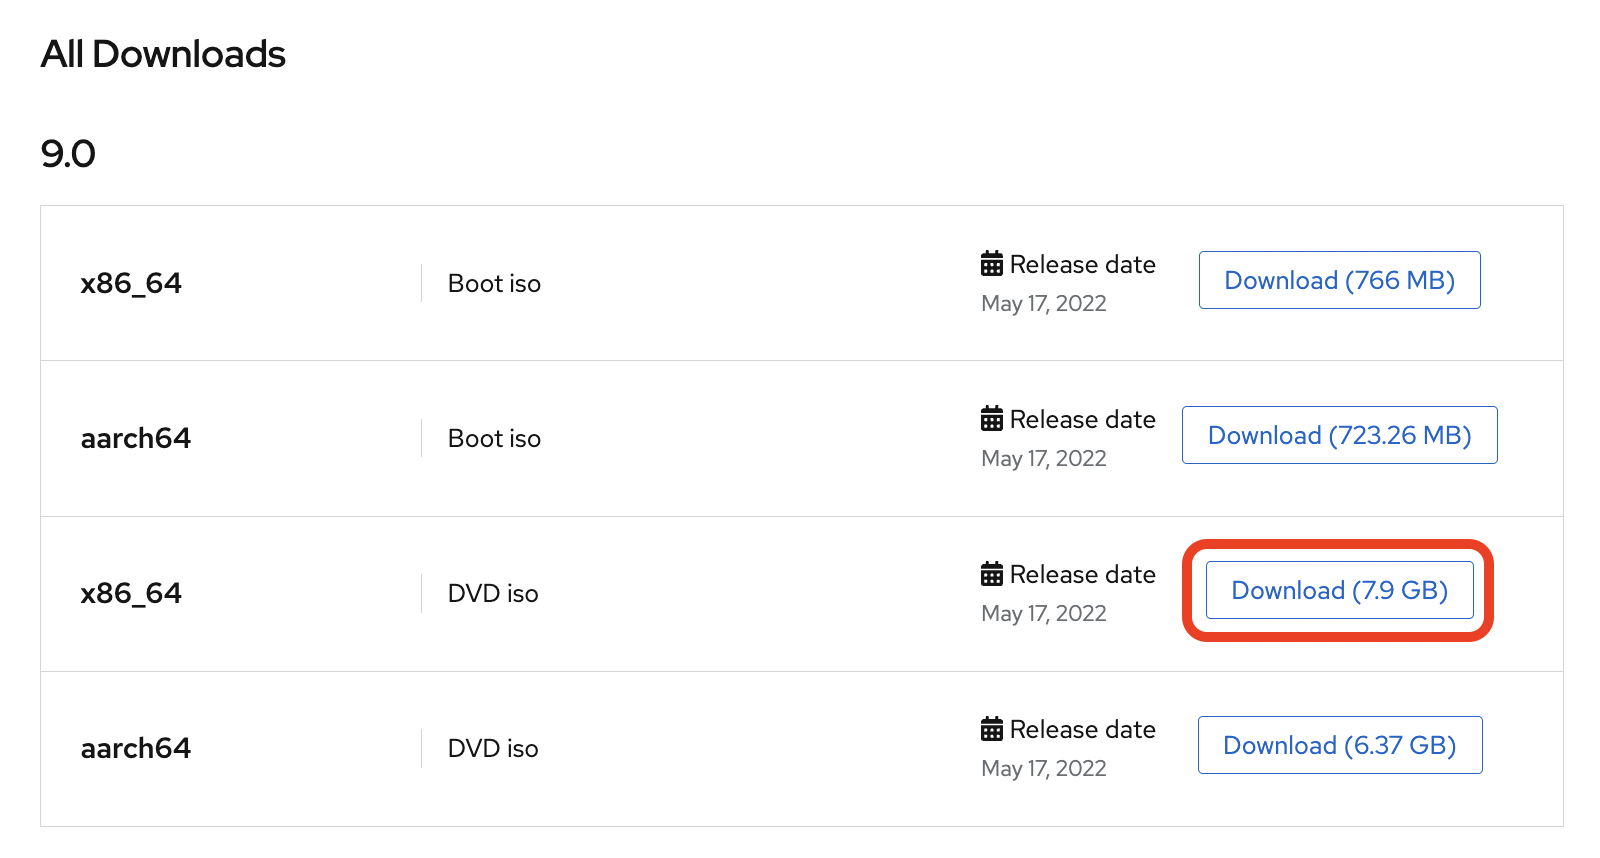 All Downloads
9.0
x86_64 Boot iso Release date Download (766 MB)
May 17, 2022
aarch64 Boot iso Release date Download (723.26 MB)
May 17, 2022
x86_64 DVD iso Release date Download (7.9 GB)
May 17, 2022
aarch64 DVD iso Release date Download (6.37 GB)
May 17, 2022